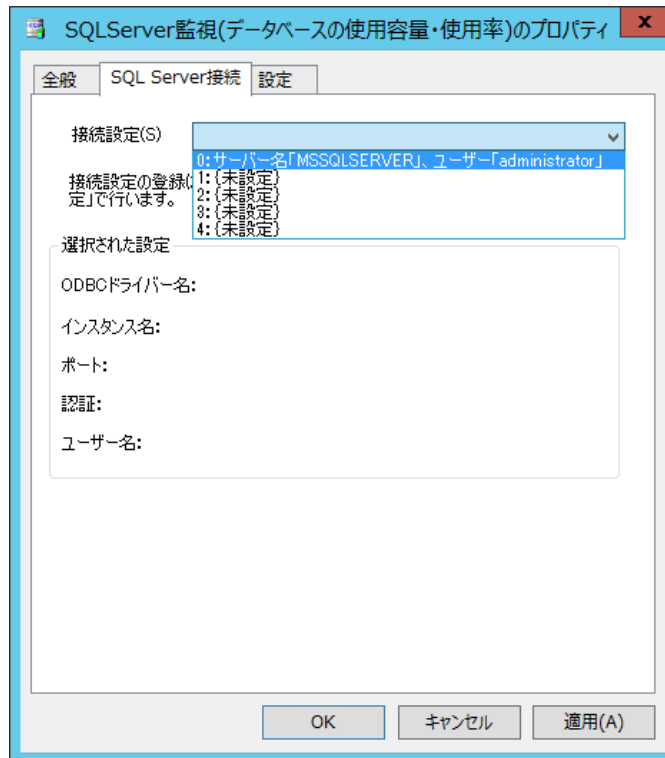 SQLServer監視(データベースの使用容量・使用率)のプロパティ
x
全般
SQL Server接続
設定
接続設定(S)
0:サーバー名「MSSQLSERVER」、ユーザー「administrator」
1:{未設定}
2:{未設定}
3:{未設定}
4:{未設定}
接続設定の登録(
定」で行います。
選択された設定
ODBCドライバー名:
インスタンス名:
ポート:
認証:
ユーザー名:
OK
キャンセル
適用(A)